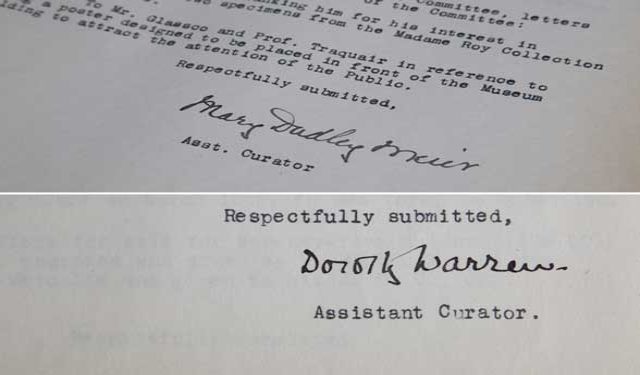 Committee, letters
thanking him for his interest in
of the Committee:
two specimens from the Madame Roy Collection
To Mr. Glassco and Prof. Traquair in reference to
a poster designed to be placed in front of the Museum
to attract the attention of the Public.
Respectfully submitted,
Mary Dudley Muir
Asst. Curator
Respectfully submitted,
Dorothy Warren.
Assistant Curator.